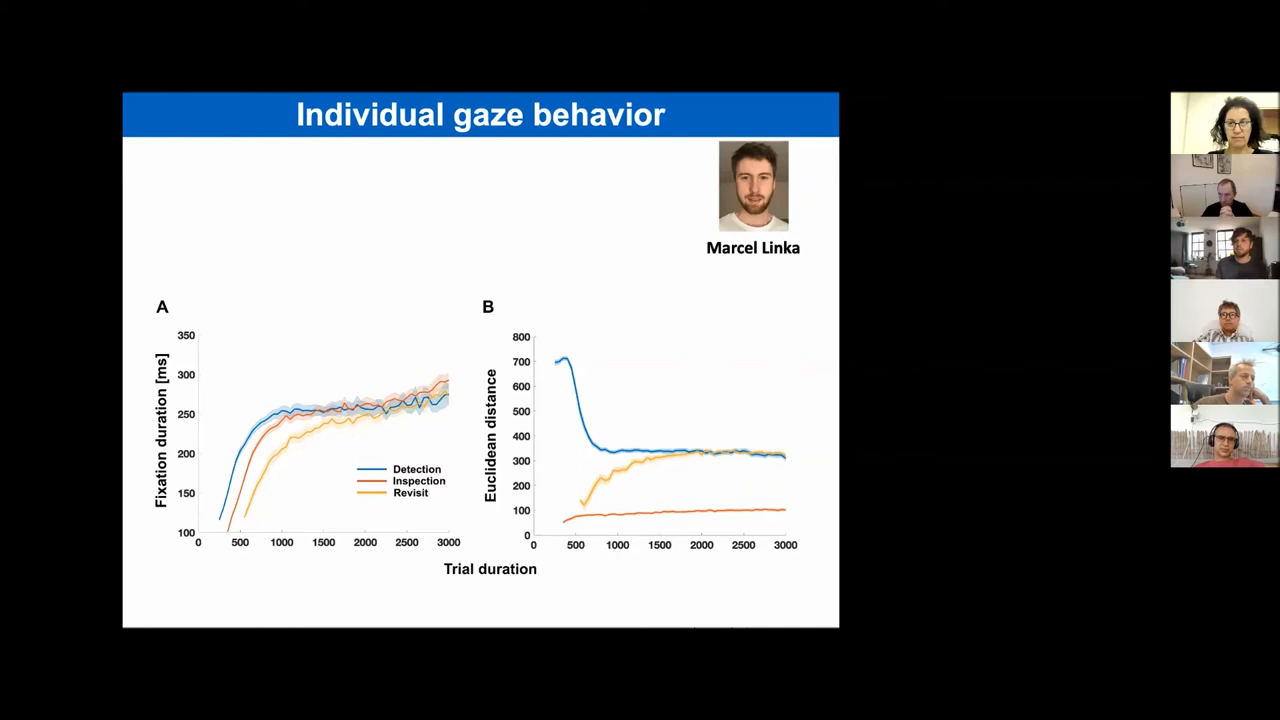 Individual gaze behavior
Marcel Linka
A
B
Fixation duration [ms]
350
300
250
200
150
100
0
500
1000
1500
2000
2500
3000
Detection
Inspection
Revisit
Euclidean distance
800
700
600
500
400
300
200
100
0
0
500
1000
1500
2000
2500
3000
Trial duration